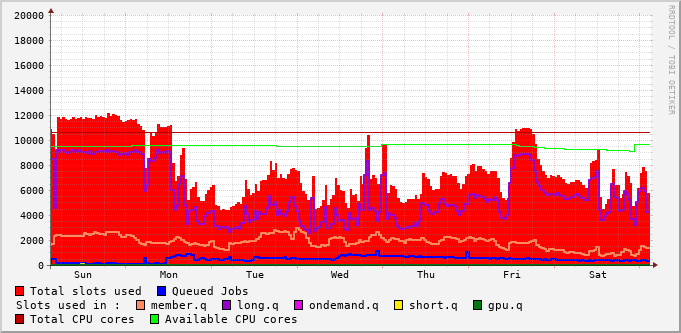 20000
18000
16000
14000
12000
10000
8000
6000
4000
2000
0
Sun Mon Tue Wed Thu Fri Sat
RRDTOOL / TOBI OETIKER
Total slots used Queued Jobs
Slots used in : member.q long.q ondemand.q short.q gpu.q
Total CPU cores Available CPU cores